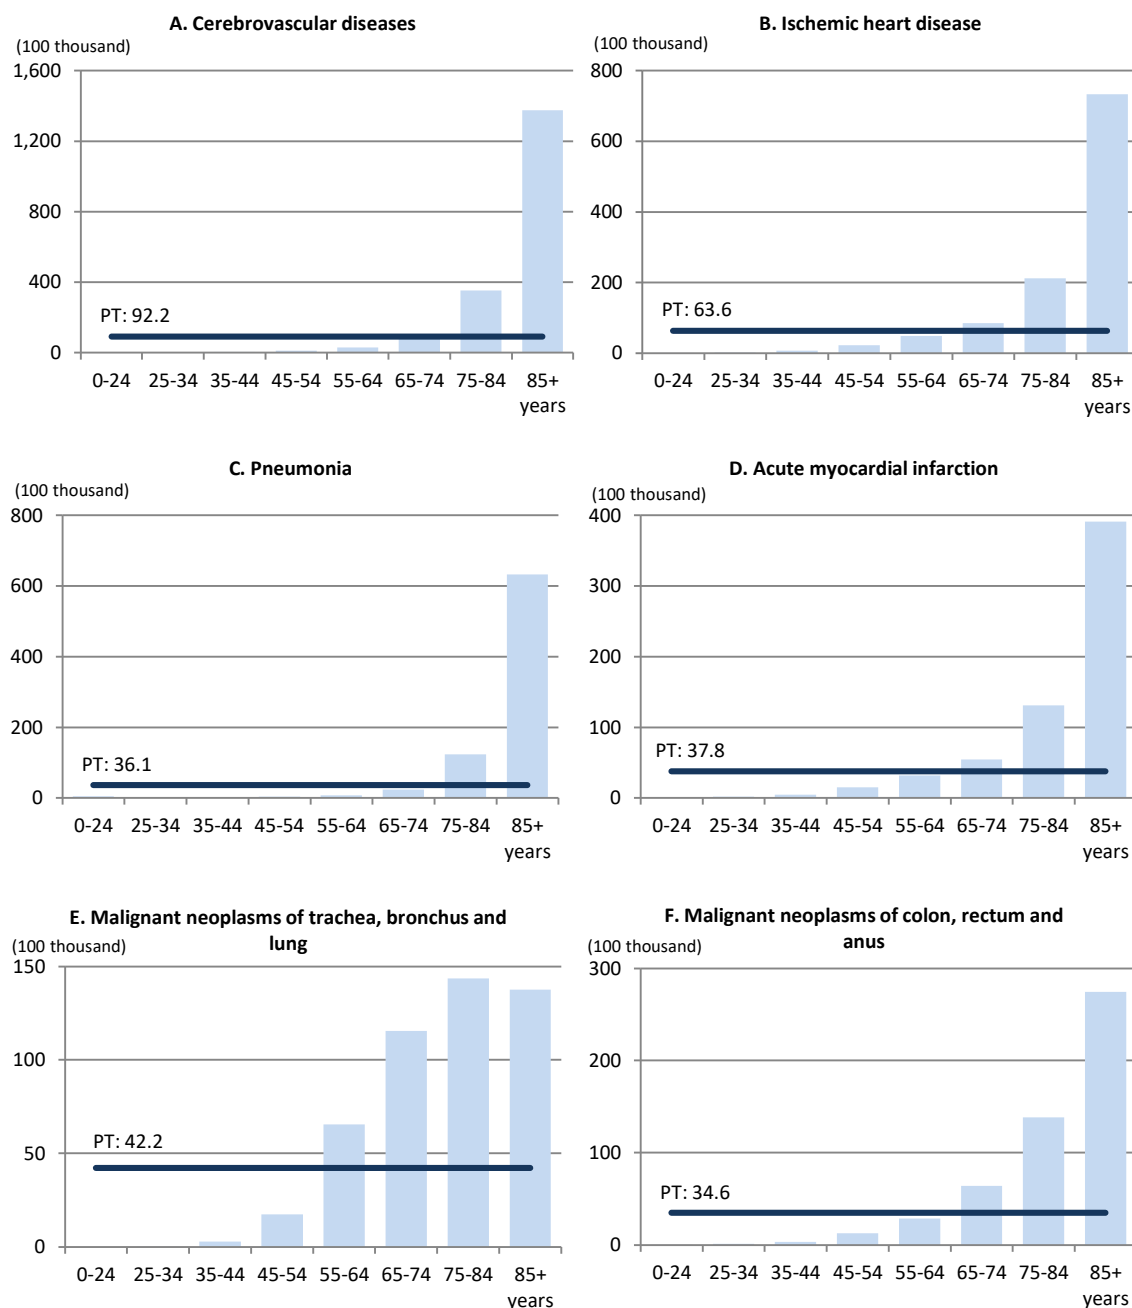 A. Cerebrovascular diseases
(100 thousand)
1,600
1,200
800
400
0
PT: 92.2
0-24 25-34 35-44 45-54 55-64 65-74 75-84 85+
years
B. Ischemic heart disease
(100 thousand)
800
600
400
200
0
PT: 63.6
0-24 25-34 35-44 45-54 55-64 65-74 75-84 85+
years
C. Pneumonia
(100 thousand)
800
600
400
200
0
PT: 36.1
0-24 25-34 35-44 45-54 55-64 65-74 75-84 85+
years
D. Acute myocardial infarction
(100 thousand)
400
300
200
100
0
PT: 37.8
0-24 25-34 35-44 45-54 55-64 65-74 75-84 85+
years
E. Malignant neoplasms of trachea, bronchus and
lung
(100 thousand)
150
100
50
0
PT: 42.2
0-24 25-34 35-44 45-54 55-64 65-74 75-84 85+
years
F. Malignant neoplasms of colon, rectum and
anus
(100 thousand)
300
200
100
0
PT: 34.6
0-24 25-34 35-44 45-54 55-64 65-74 75-84 85+
years